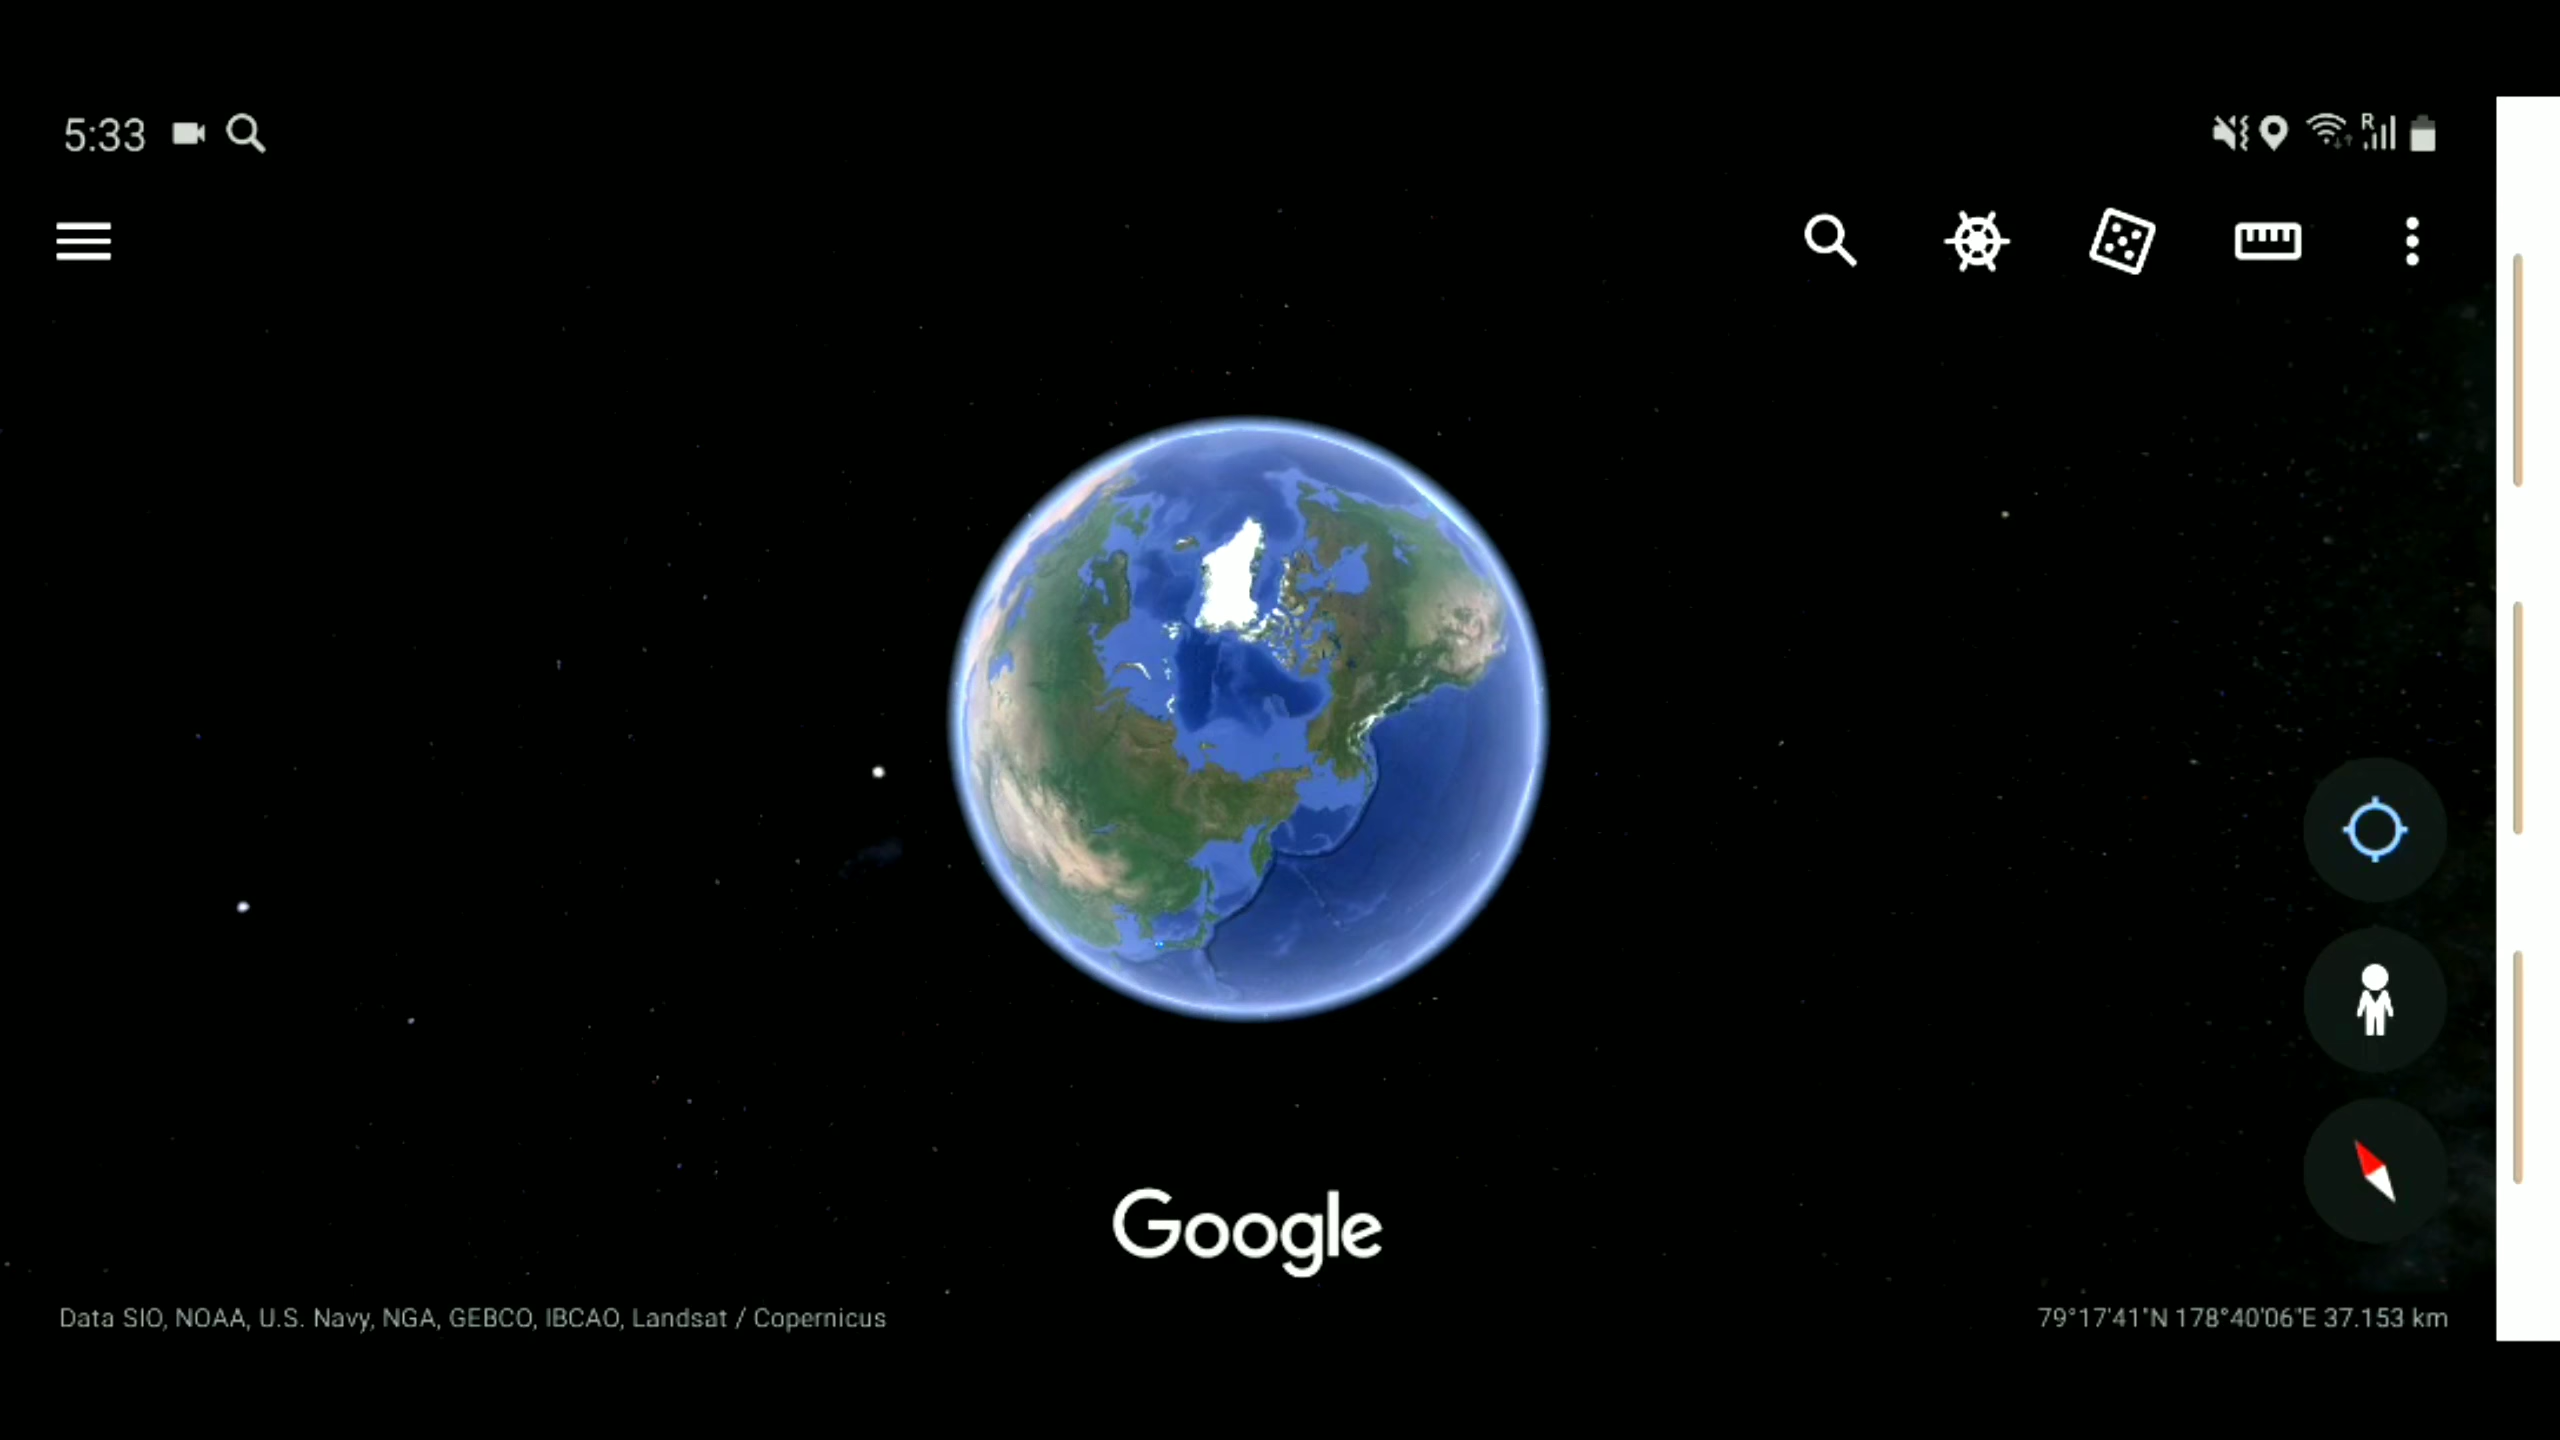 5:33
R
Google
Data SIO, NOAA, U.S. Navy, NGA, GEBCO, IBCAO, Landsat / Copernicus
79°17'41"N 178°40'06"E 37.153 km